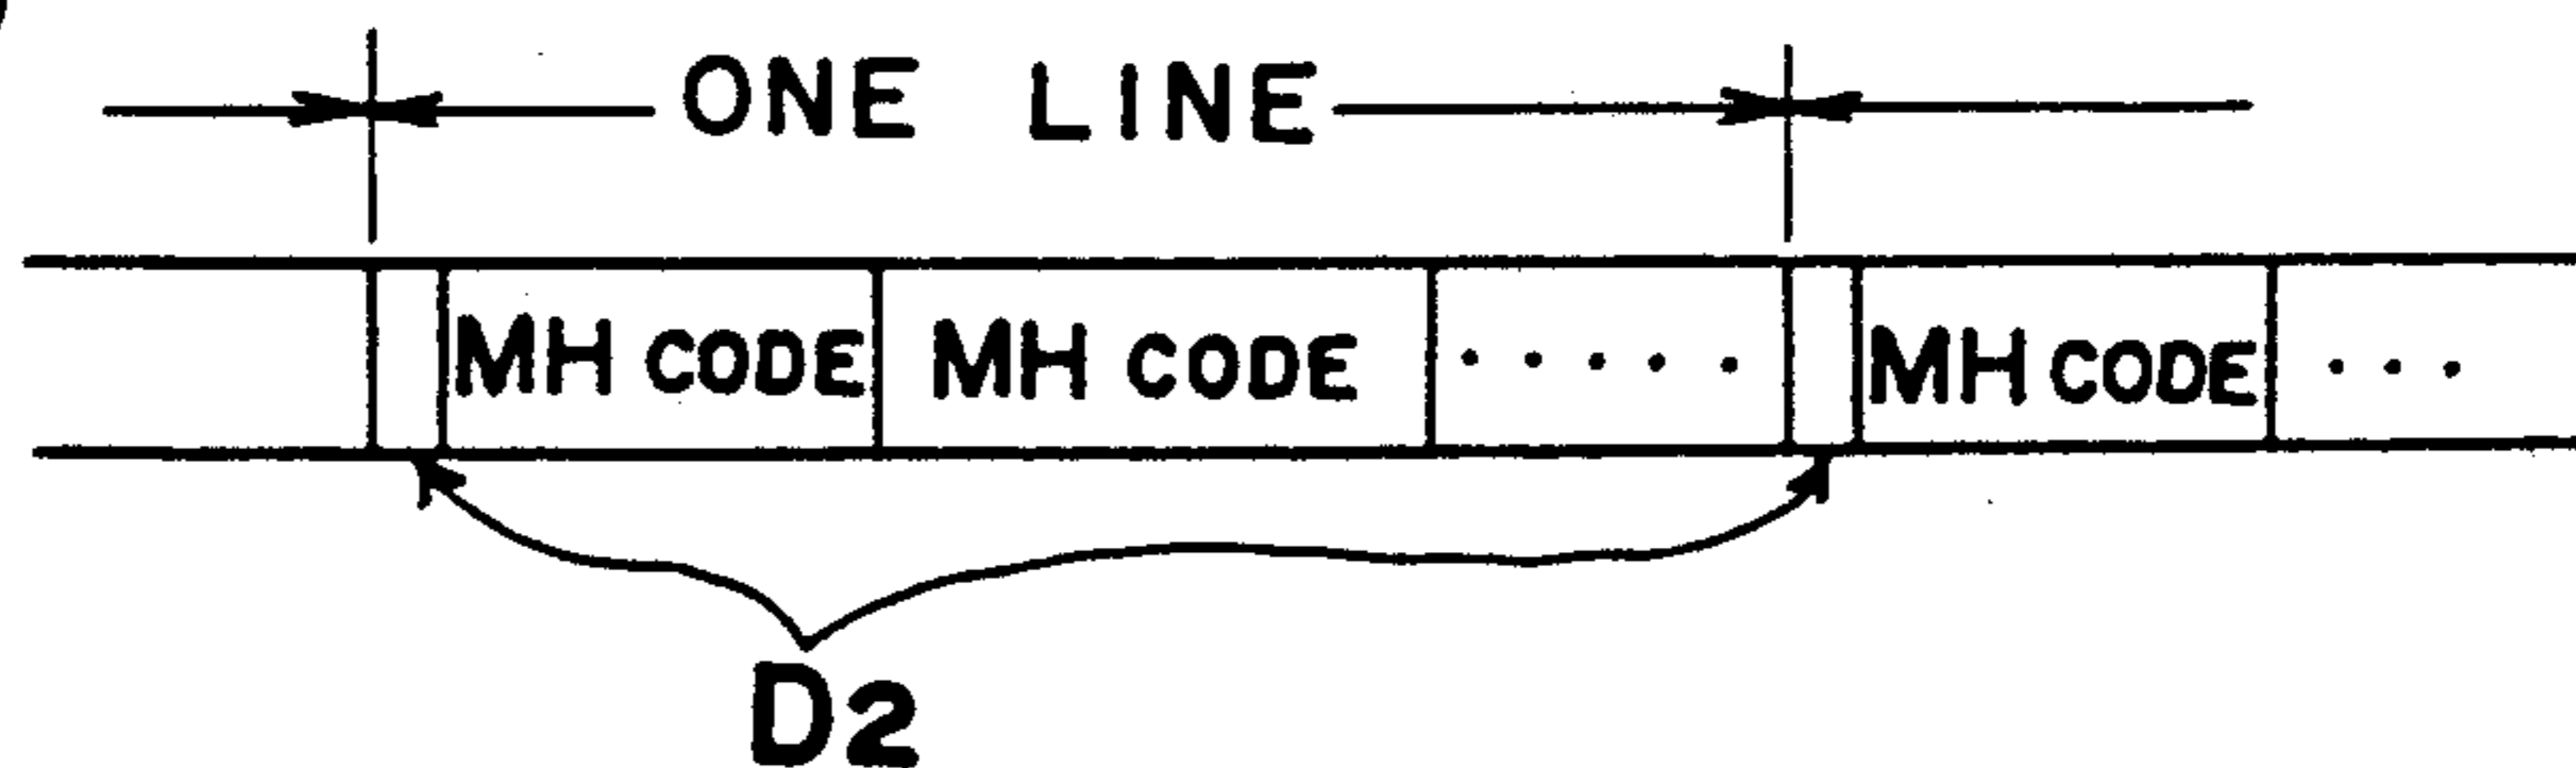 ONE LINE
MH CODE MH CODE ..... MH CODE ...
D2